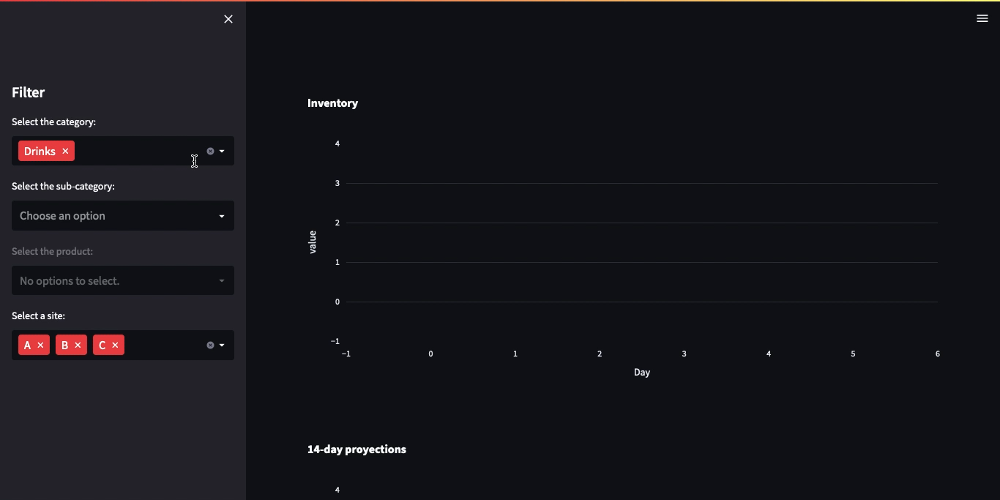 Filter
Select the category:
Drinks
Select the sub-category:
Choose an option
Select the product:
No options to select.
Select a site:
A B C
Inventory
4
3
2
1
0
−1
value
−1 0 1 2 3 4 5 6
Day
14-day proyections
4